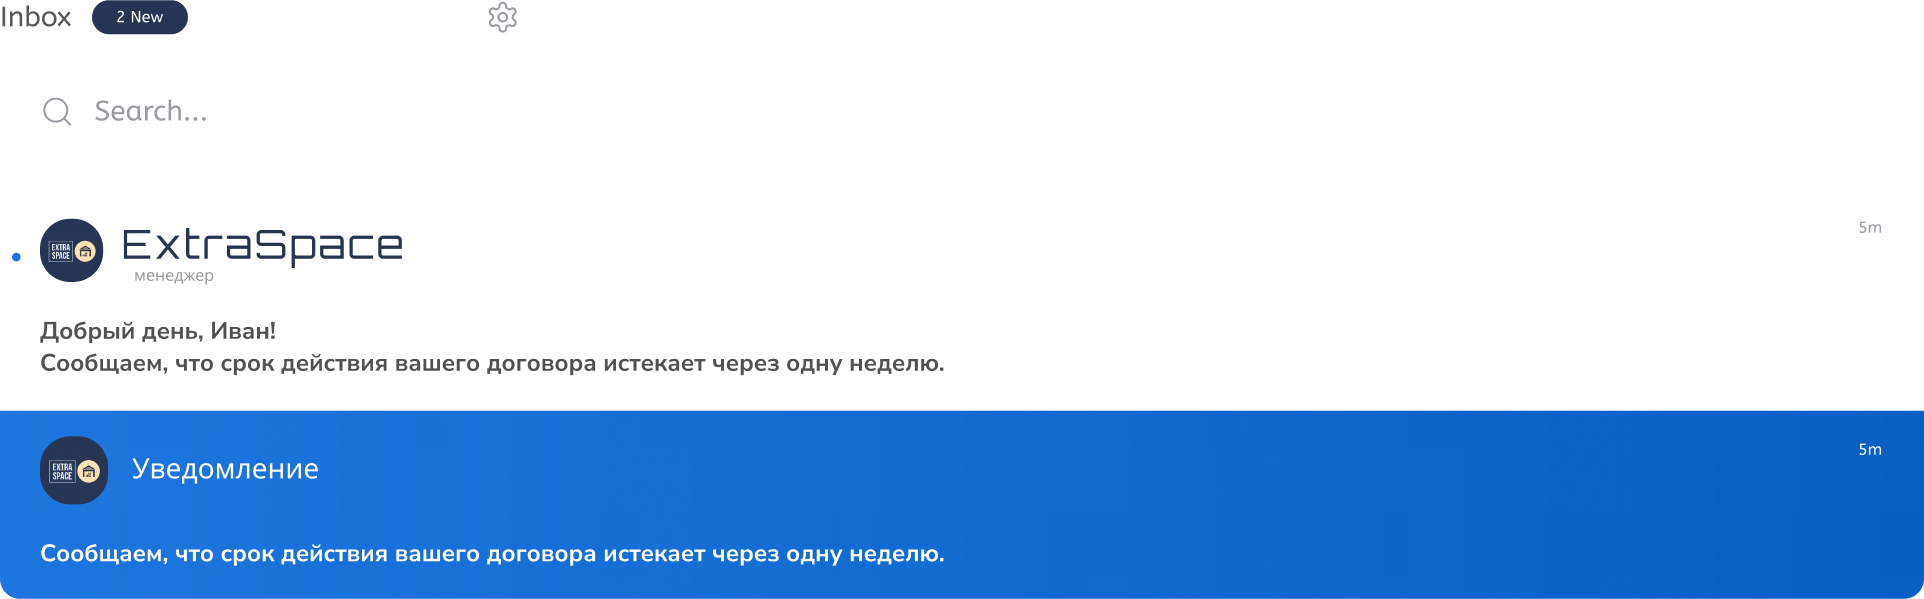 Inbox 2 New
Search...
EXTRA SPACE
ExtraSpace 5m
менеджер
Добрый день, Иван!
Сообщаем, что срок действия вашего договора истекает через одну неделю.
EXTRA SPACE
Уведомление 5m
Сообщаем, что срок действия вашего договора истекает через одну неделю.